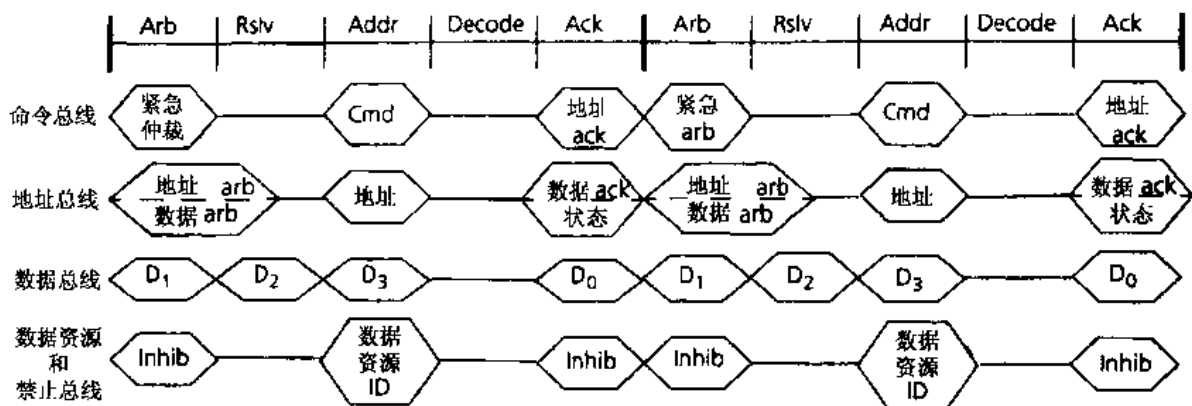 Arb Rslv Addr Decode Ack Arb Rslv Addr Decode Ack
命令总线 紧急 仲裁 Cmd 地址 ack 紧急 arb Cmd 地址 ack
地址总线 地址 arb 数据 arb 地址 数据 ack 状态 地址 arb 数据 arb 地址 数据 ack 状态
数据总线 D₁ D₂ D₃ D₀ D₁ D₂ D₃ D₀
数据资源 和 禁止总线 Inhib 数据 资源 ID Inhib Inhib 数据 资源 ID Inhib